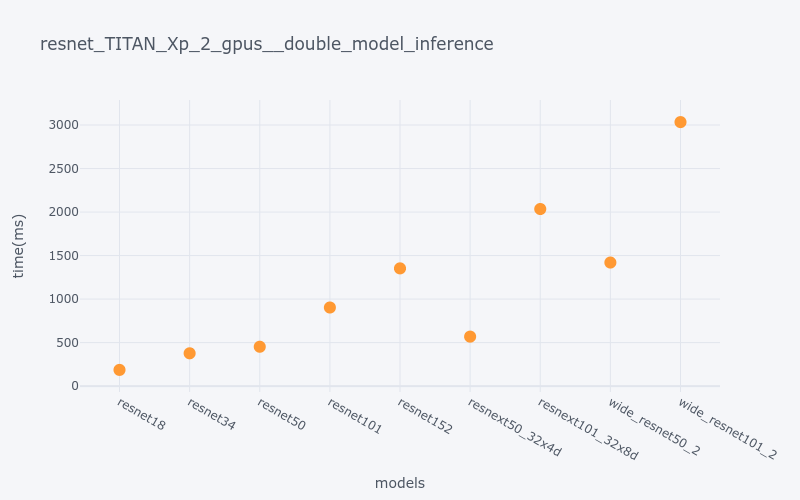 resnet_TITAN_Xp_2_gpus__double_model_inference
3000
2500
2000
1500
1000
500
0
time(ms)
resnet18
resnet34
resnet50
resnet101
resnet152
resnext50_32x4d
resnext101_32x8d
wide_resnet50_2
wide_resnet101_2
models